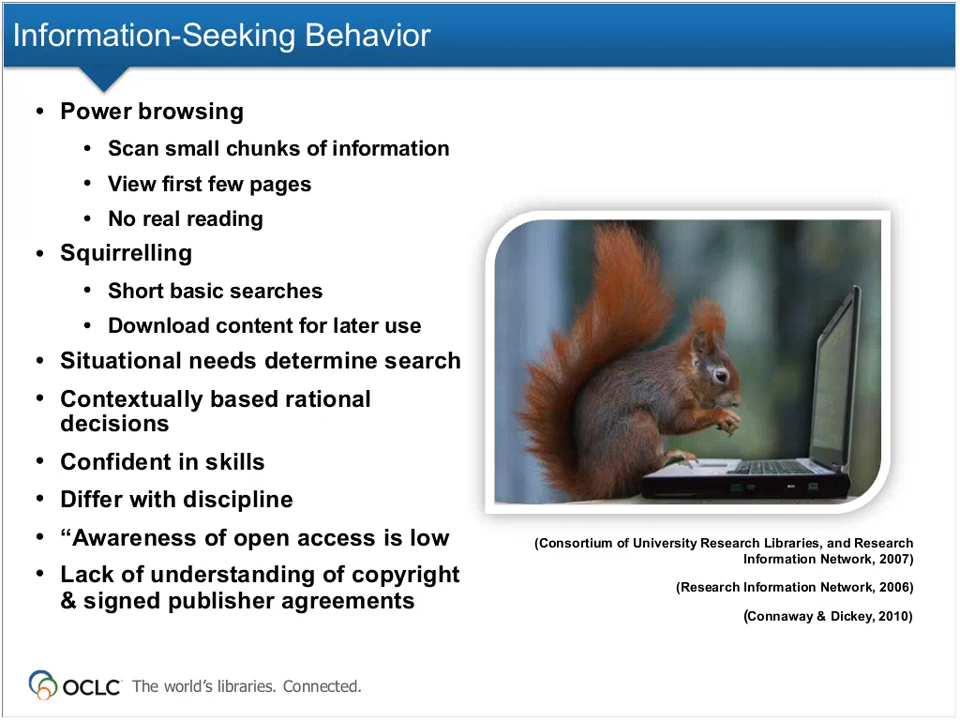 Information-Seeking Behavior
• Power browsing
• Scan small chunks of information
• View first few pages
• No real reading
• Squirrelling
• Short basic searches
• Download content for later use
• Situational needs determine search
• Contextually based rational
decisions
• Confident in skills
• Differ with discipline
• “Awareness of open access is low
• Lack of understanding of copyright
& signed publisher agreements
(Consortium of University Research Libraries, and Research
Information Network, 2007)
(Research Information Network, 2006)
(Connaway & Dickey, 2010)
OCLC The world’s libraries. Connected.